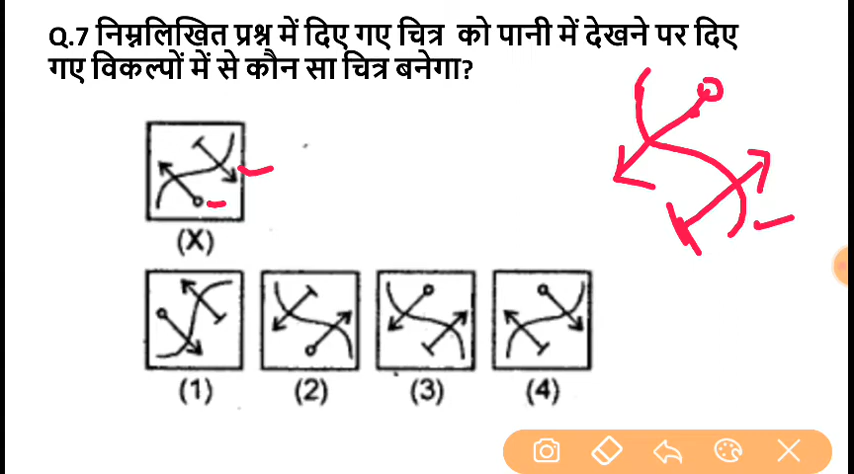 Q.7 निम्नलिखित प्रश्न में दिए गए चित्र को पानी में देखने पर दिए
गए विकल्पों में से कौन सा चित्र बनेगा?
(X)
(1) (2) (3) (4)